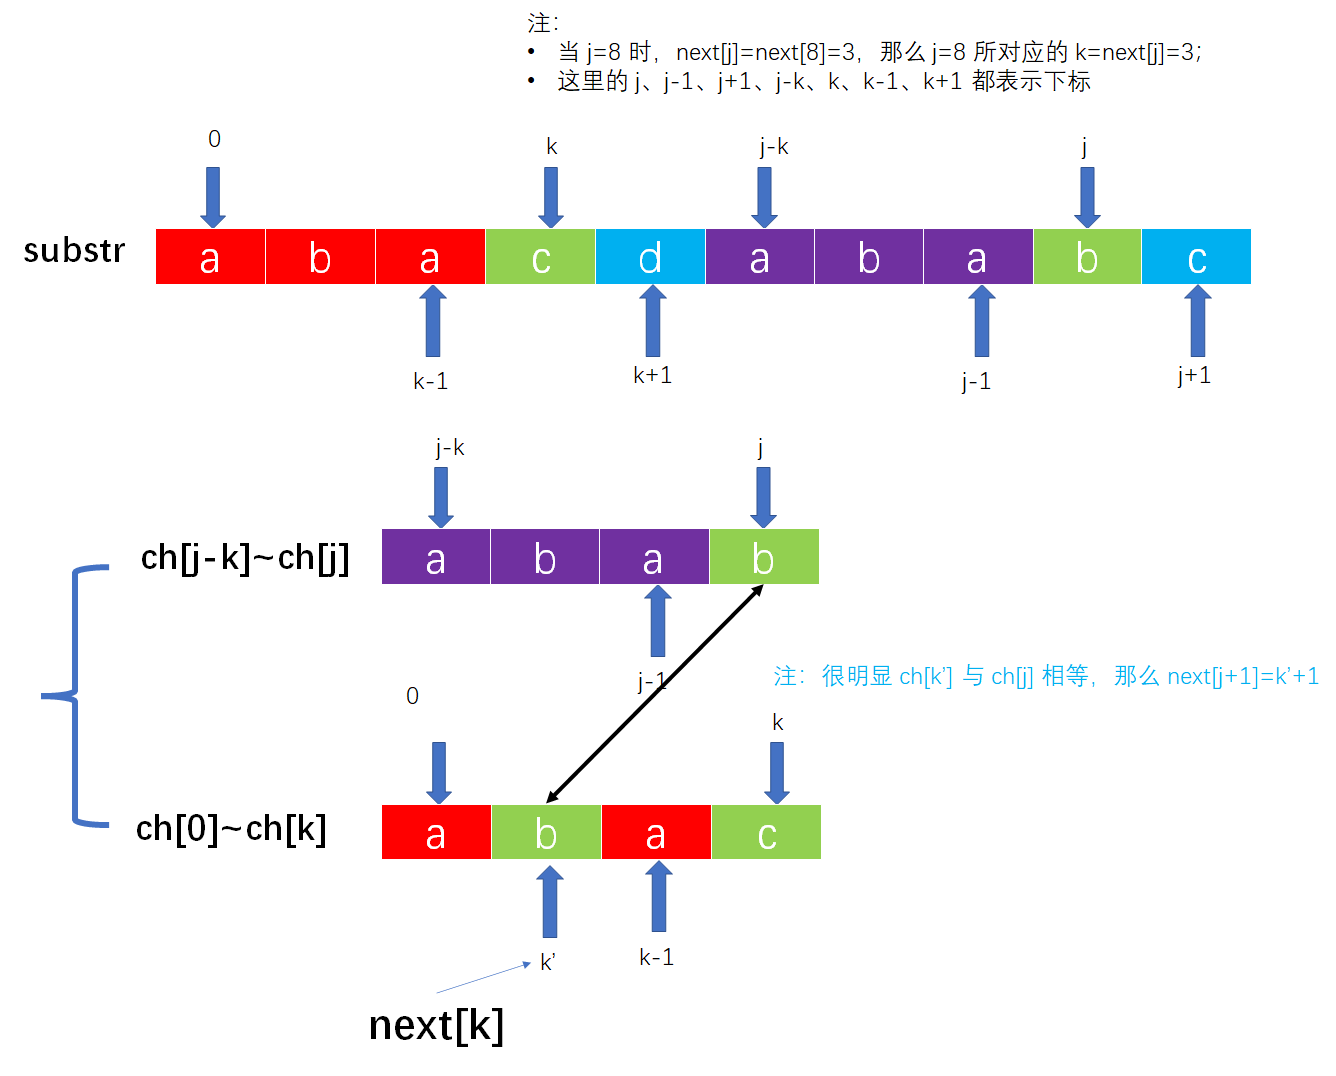 注：
• 当 j=8 时，next[j]=next[8]=3，那么 j=8 所对应的 k=next[j]=3；
• 这里的 j、j-1、j+1、j-k、k、k-1、k+1 都表示下标
0 k j-k j
substr a b a c d a b a b c
k-1 k+1 j-1 j+1
j-k j
ch[j-k]~ch[j] a b a b
j-1
注：很明显 ch[k’] 与 ch[j] 相等，那么 next[j+1]=k’+1
0 k
ch[0]~ch[k] a b a c
k’ k-1
next[k]